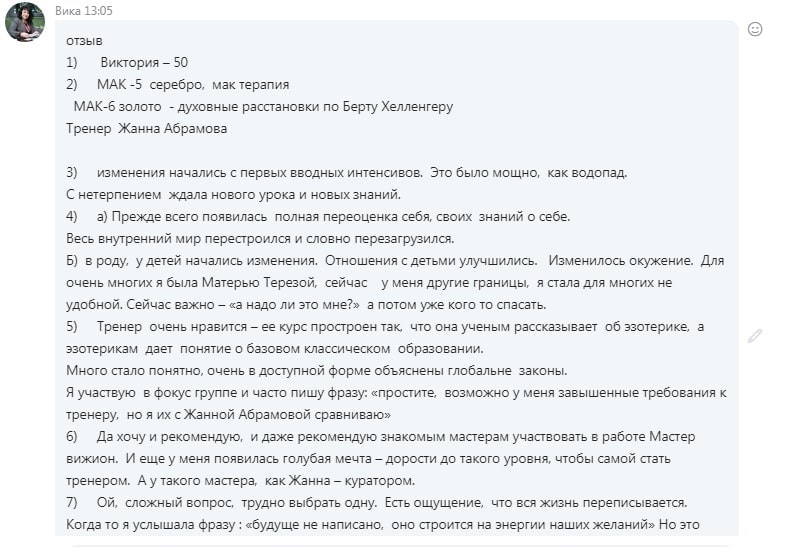 Вика 13:05
отзыв
1) Виктория – 50
2) МАК -5 серебро, мак терапия
МАК-6 золото - духовные расстановки по Берту Хелленгеру
Тренер Жанна Абрамова
3) изменения начались с первых вводных интенсивов. Это было мощно, как водопад.
С нетерпением ждала нового урока и новых знаний.
4) а) Прежде всего появилась полная переоценка себя, своих знаний о себе.
Весь внутренний мир перестроился и словно перезагрузился.
Б) в роду, у детей начались изменения. Отношения с детьми улучшились. Изменилось окружение. Для
очень многих я была Матерью Терезой, сейчас у меня другие границы, я стала для многих не
удобной. Сейчас важно – «а надо ли это мне?» а потом уже кого то спасать.
5) Тренер очень нравится – ее курс простроен так, что она ученым рассказывает об эзотерике, а
эзотерикам дает понятие о базовом классическом образовании.
Много стало понятно, очень в доступной форме объяснены глобальне законы.
Я участвую в фокус группе и часто пишу фразу: «простите, возможно у меня завышенные требования к
тренеру, но я их с Жанной Абрамовой сравниваю»
6) Да хочу и рекомендую, и даже рекомендую знакомым мастерам участвовать в работе Мастер
вижион. И еще у меня появилась голубая мечта – дорости до такого уровня, чтобы самой стать
тренером. А у такого мастера, как Жанна – куратором.
7) Ой, сложный вопрос, трудно выбрать одну. Есть ощущение, что вся жизнь переписывается.
Когда то я услышала фразу : «будуще не написано, оно строится на энергии наших желаний» Но это